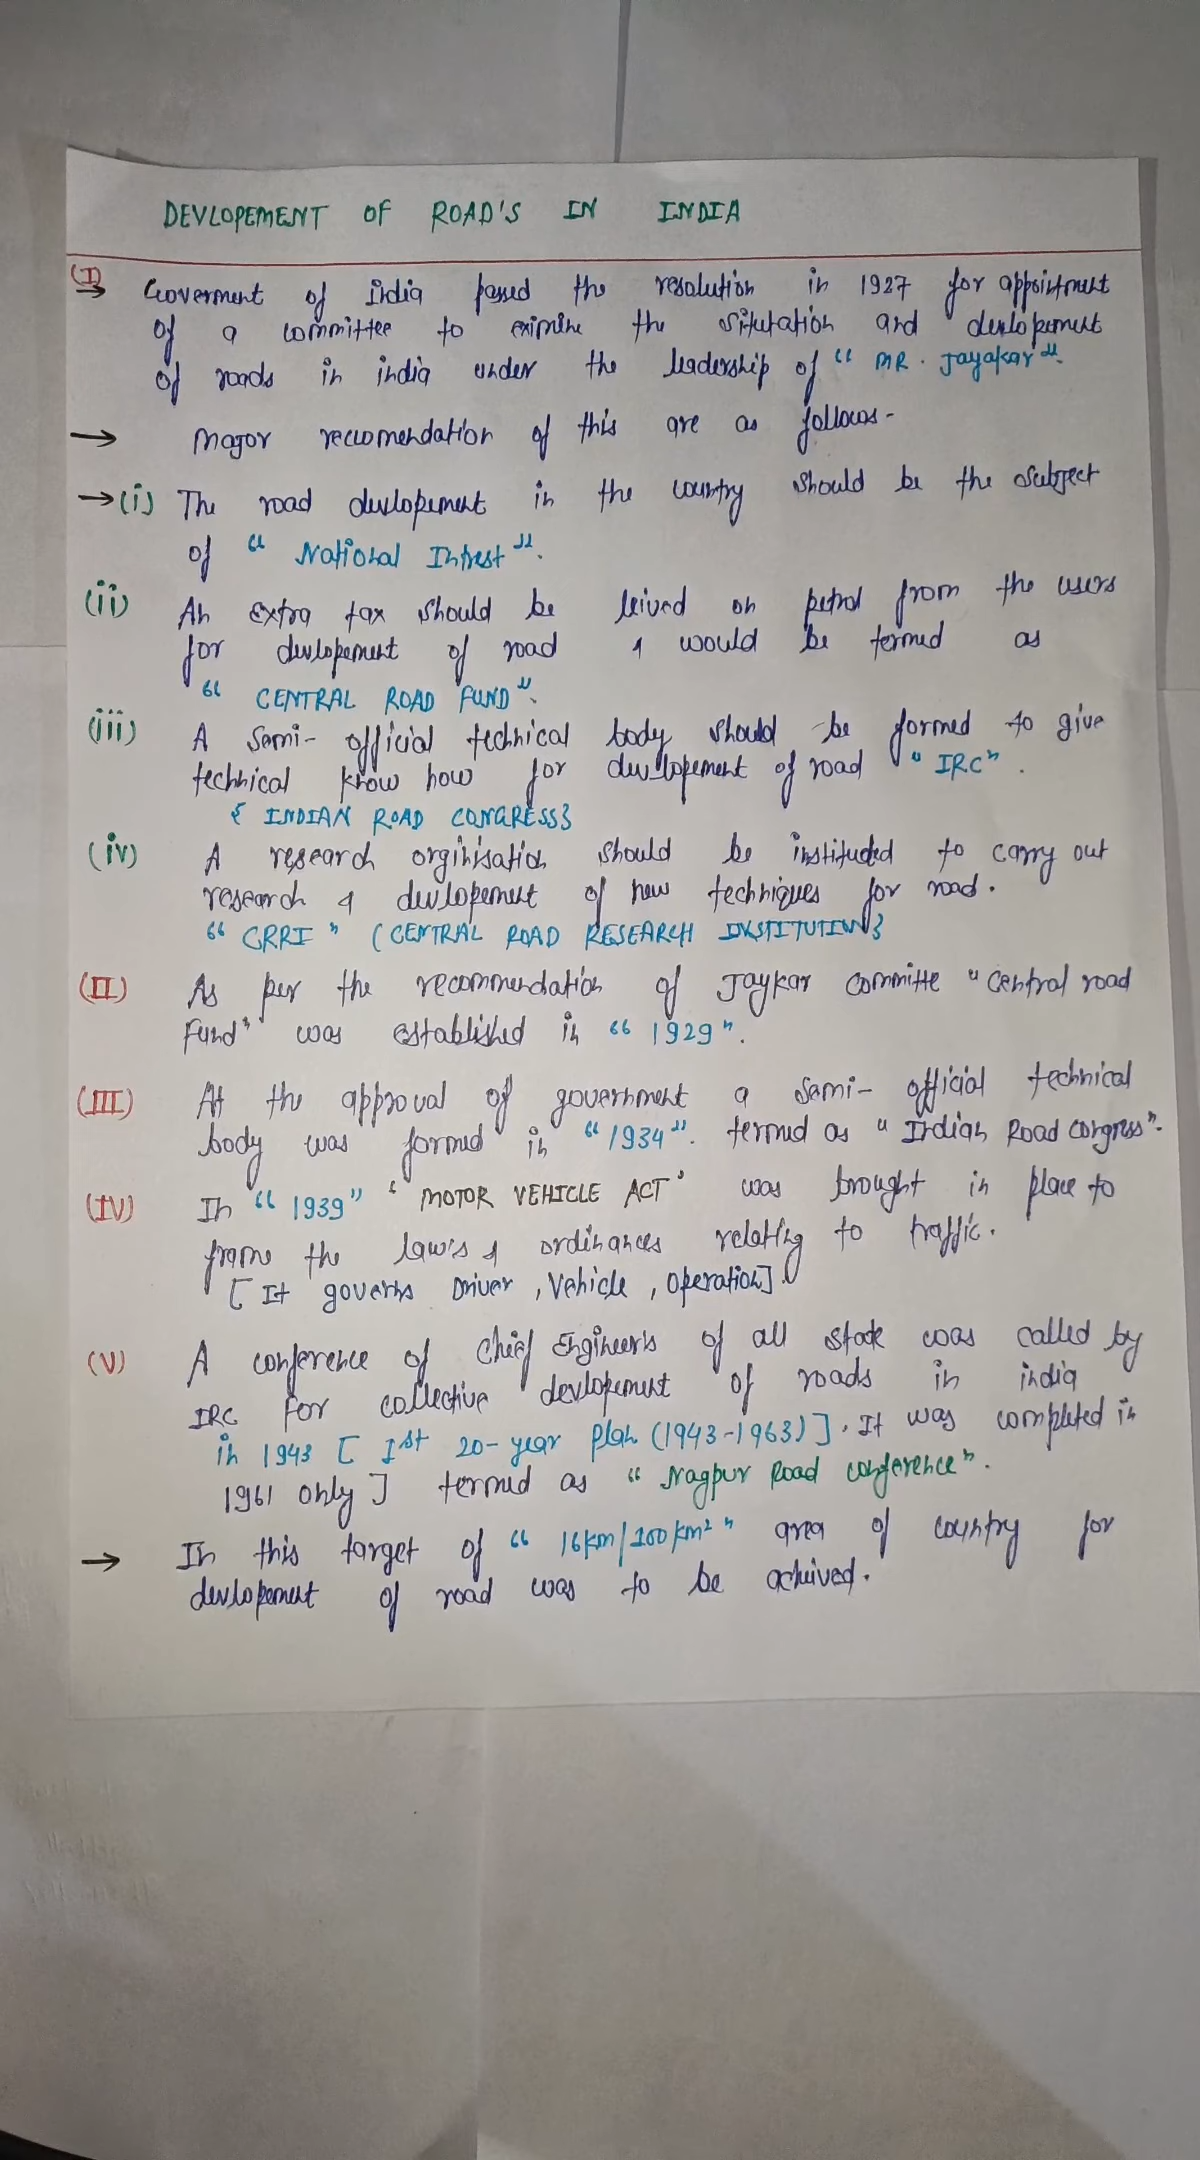 DEVLOPEMENT OF ROAD'S IN INDIA
(I)
→ Goverment of India passed the resolution in 1927 for appointment
of a committee to eximine the situtation and devlopement
of roads in india under the leadership of "MR. Jayakar".
→ Major reccomendation of this are as follows-
→ (i) The road devlopement in the country should be the subject
of "National Intrest".
(ii) An extra tax should be leived on petrol from the users
for devlopement of road & would be termed as
"CENTRAL ROAD FUND".
(iii) A Semi-official technical body should be formed to give
technical know how for devlopement of road "IRC".
{ INDIAN ROAD CONGRESS}
(iv) A research orginisation should be instituded to carry out
research & devlopement of new techniques for road.
"CRRI" (CENTRAL ROAD RESEARCH INSTITUTION}
(II) As per the recommendation of Jaykar Committe "Central road
Fund" was established in "1929".
(III) At the approval of government a semi-official technical
body was formed in "1934". termed as "Indian Road Congress".
(IV) In "1939" 'MOTOR VEHICLE ACT' was brought in place to
frame the law's & ordinances relating to traffic.
[It governs Driver, Vehicle, operation].
(V) A conference of Chief Engineer's of all state was called by
IRC For collective devlopement of roads in india
in 1943 [Ist 20-year plan (1943-1963)]. It was completed in
1961 only] termed as "Nagpur Road conference".
→ In this target of "16km/100km²" area of country for
devlopement of road was to be acheived.